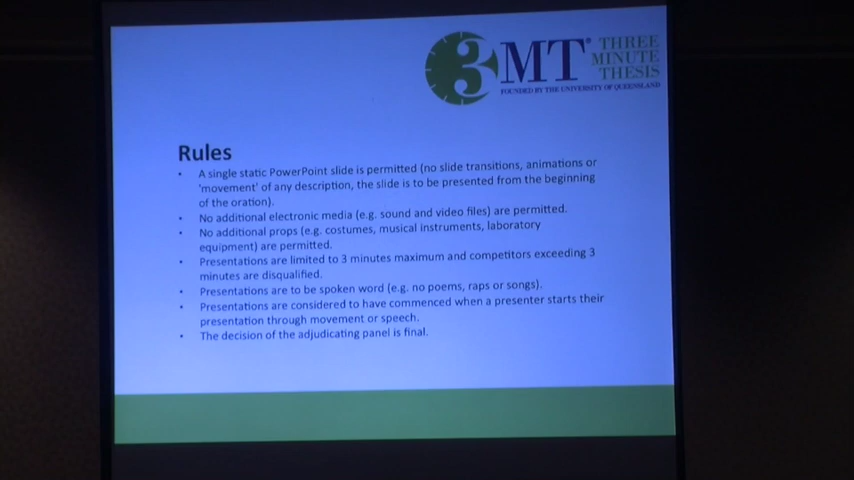 3MT® THREE
MINUTE
THESIS
FOUNDED BY THE UNIVERSITY OF QUEENSLAND
Rules
• A single static PowerPoint slide is permitted (no slide transitions, animations or
'movement' of any description, the slide is to be presented from the beginning
of the oration).
• No additional electronic media (e.g. sound and video files) are permitted.
• No additional props (e.g. costumes, musical instruments, laboratory
equipment) are permitted.
• Presentations are limited to 3 minutes maximum and competitors exceeding 3
minutes are disqualified.
• Presentations are to be spoken word (e.g. no poems, raps or songs).
• Presentations are considered to have commenced when a presenter starts their
presentation through movement or speech.
• The decision of the adjudicating panel is final.